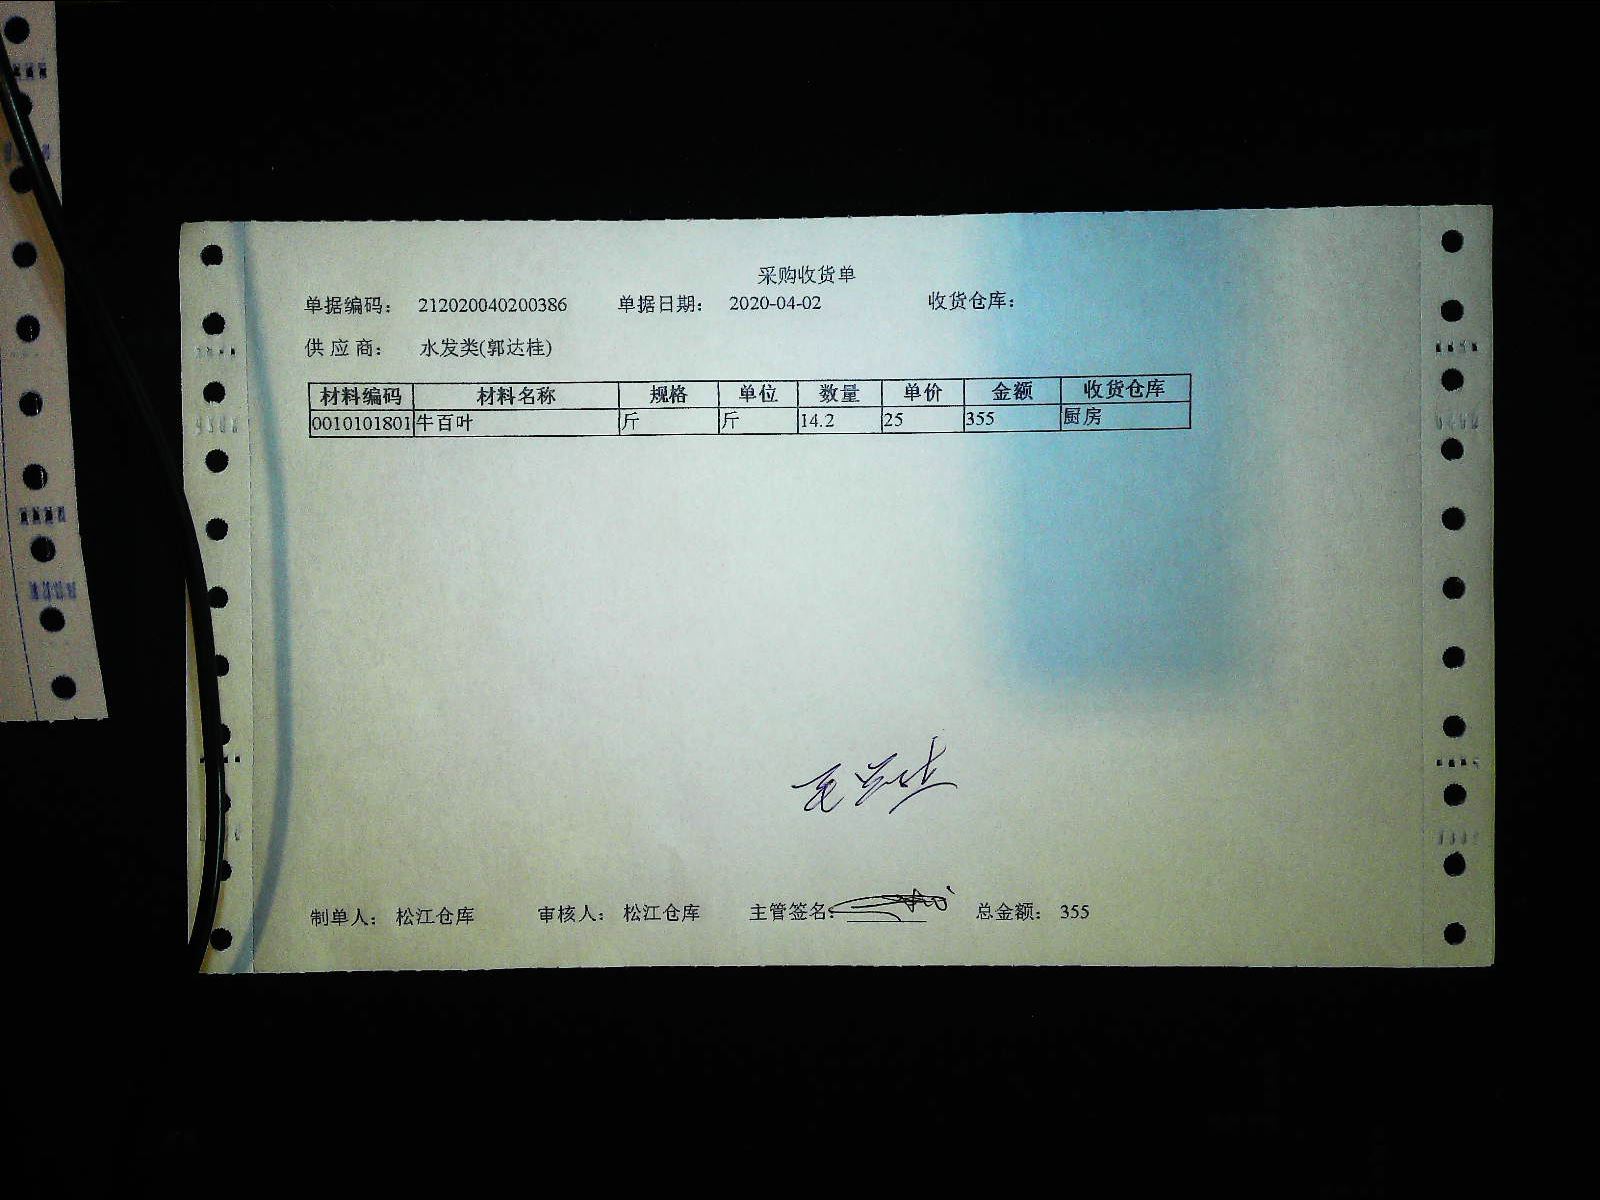 采购收货单
单据编码： 212020040200386 单据日期： 2020-04-02 收货仓库：
供 应 商： 水发类(郭达桂)
材料编码 材料名称 规格 单位 数量 单价 金额 收货仓库
0010101801 牛百叶 斤 斤 14.2 25 355 厨房
制单人： 松江仓库 审核人： 松江仓库 主管签名： 总金额： 355